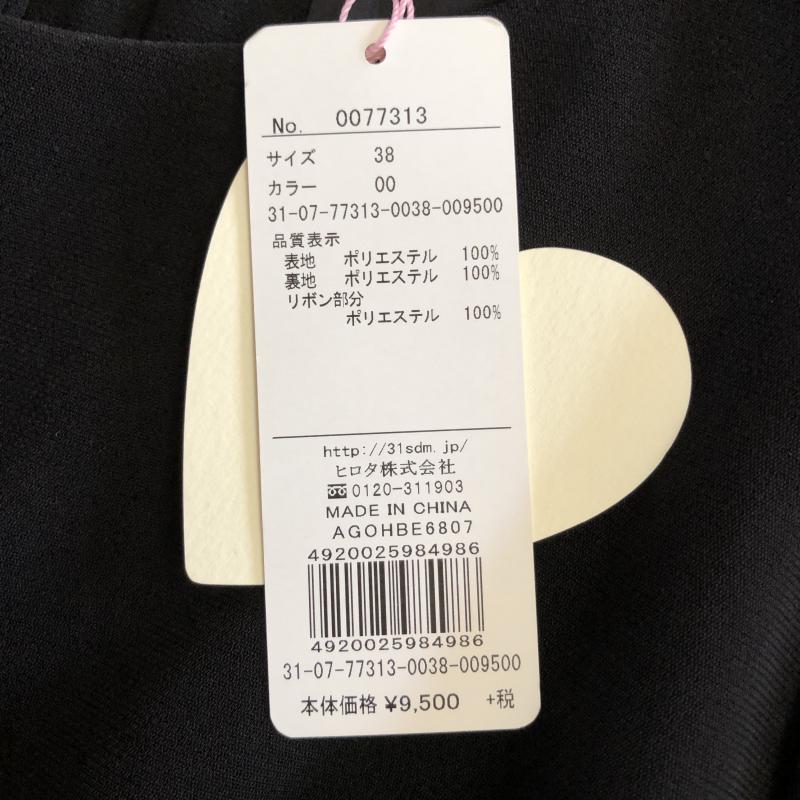 No. 0077313
サイズ 38
カラー 00
31-07-77313-0038-009500
品質表示
表地 ポリエステル 100%
裏地 ポリエステル 100%
リボン部分
ポリエステル 100%
http://31sdm.jp/
ヒロタ株式会社
0120-311903
MADE IN CHINA
AGOHBE6807
4920025984986
4920025984986
31-07-77313-0038-009500
本体価格 ¥9,500 +税